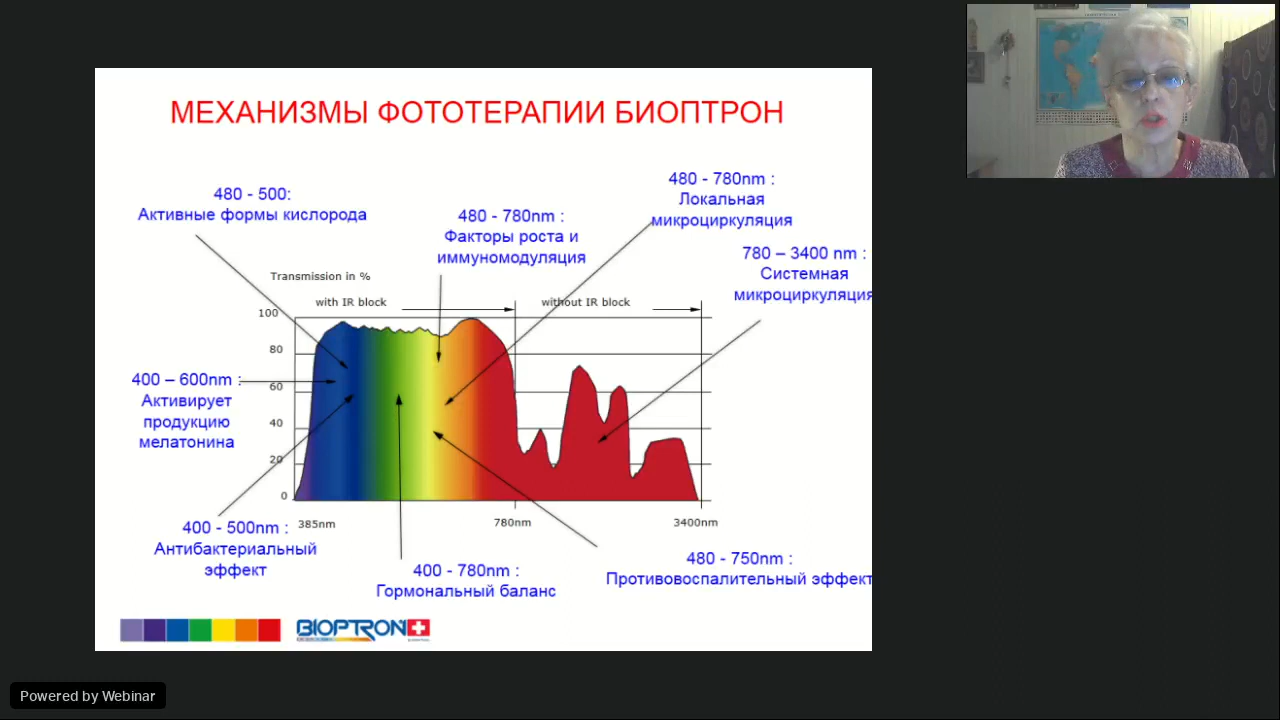 МЕХАНИЗМЫ ФОТОТЕРАПИИ БИОПТРОН
480 - 500:
Активные формы кислорода
480 - 780nm :
Факторы роста и
иммуномодуляция
480 - 780nm :
Локальная
микроциркуляция
780 – 3400 nm :
Системная
микроциркуляция
Transmission in %
with IR block
without IR block
100
80
60
40
20
0
400 – 600nm :
Активирует
продукцию
мелатонина
385nm
780nm
3400nm
400 - 500nm :
Антибактериальный
эффект
400 - 780nm :
Гормональный баланс
480 - 750nm :
Противовоспалительный эффект
BIOPTRON
Powered by Webinar